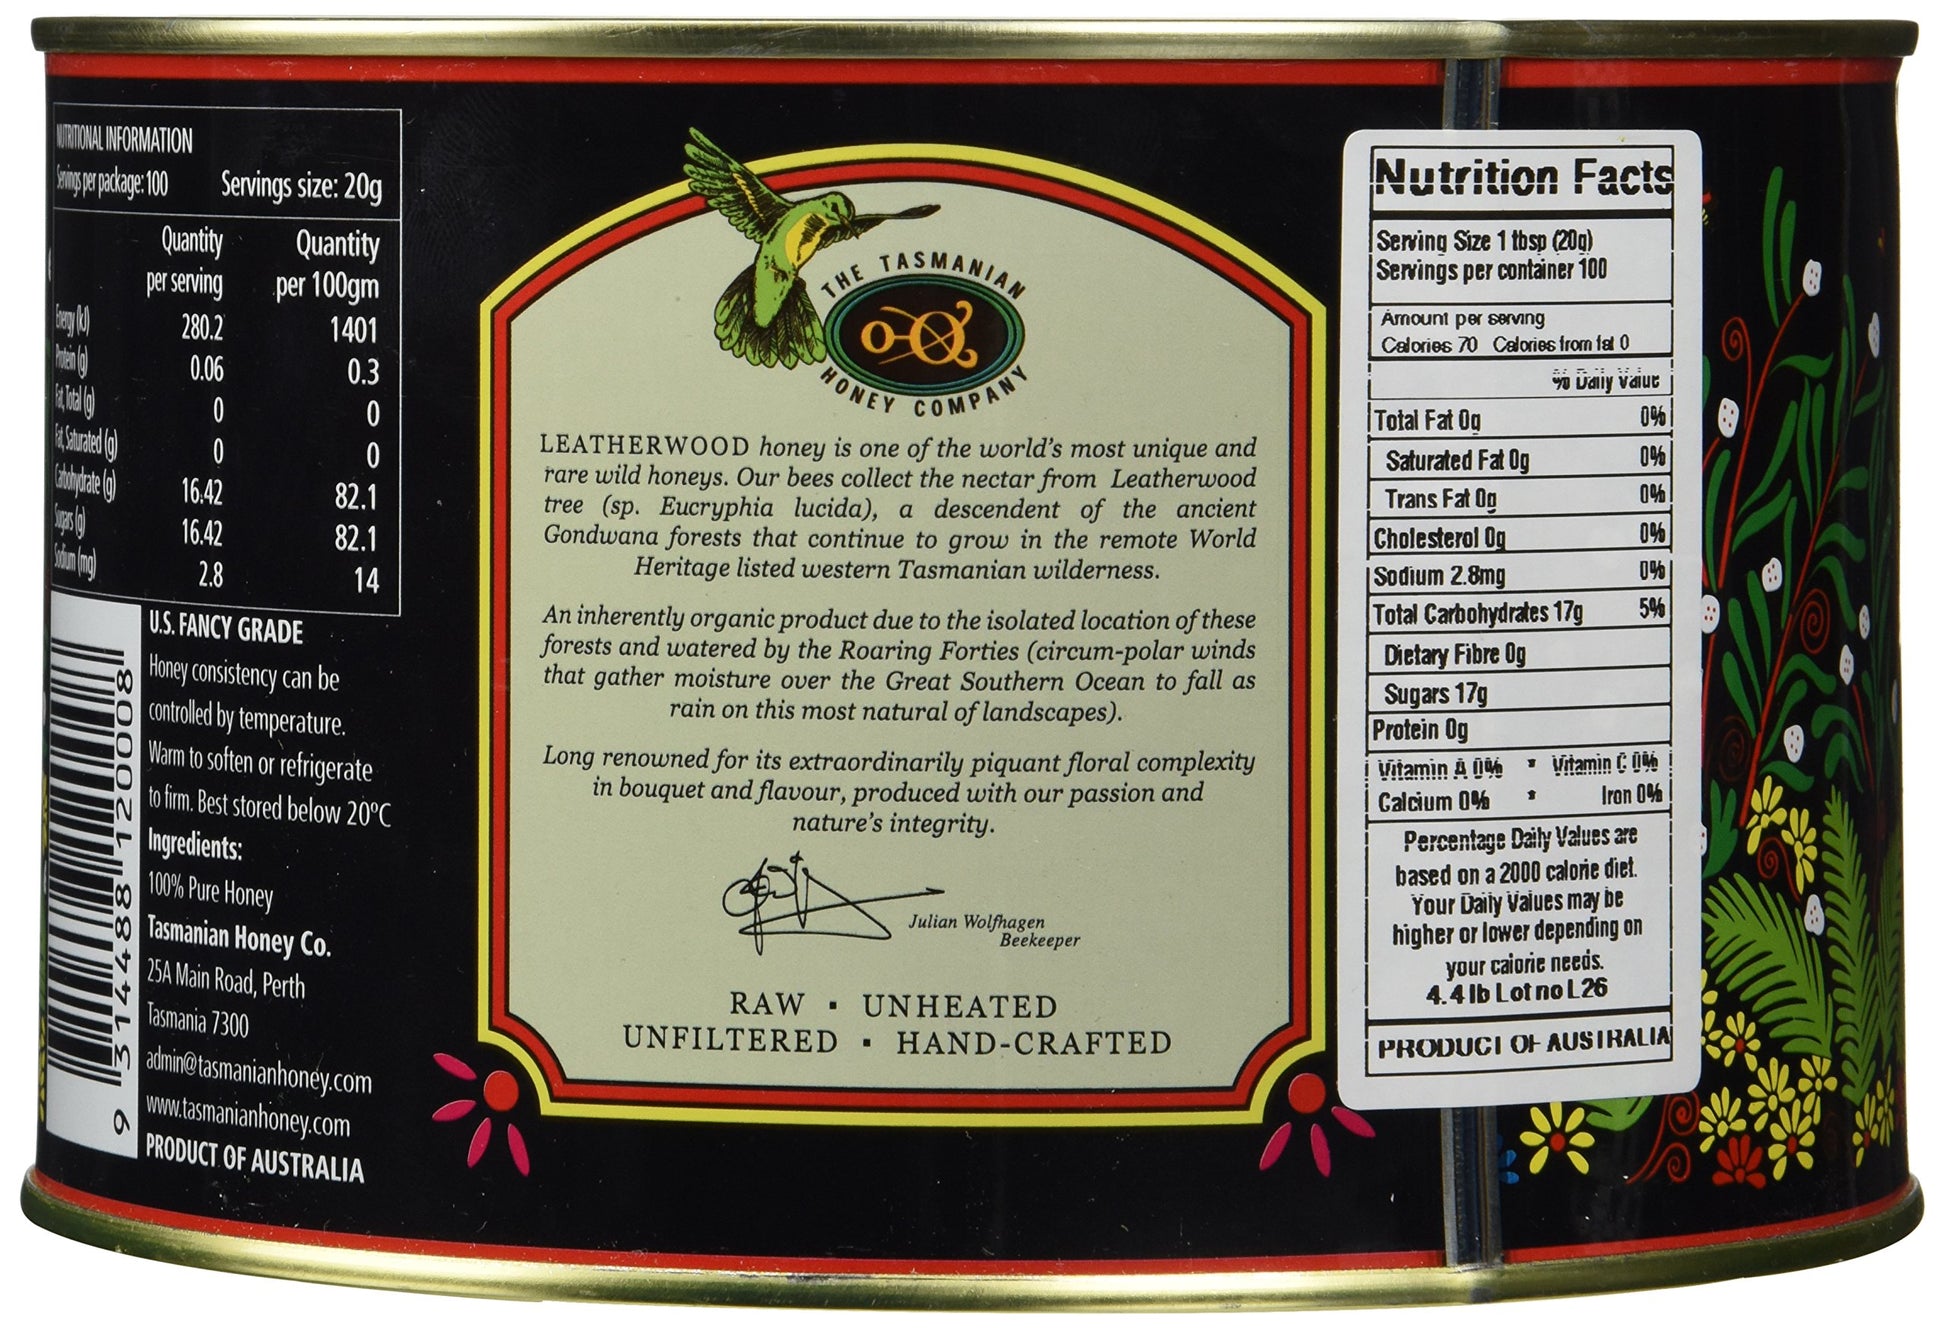 NUTRITIONAL INFORMATION
Servings per package: 100 Servings size: 20g
Quantity per serving Quantity per 100gm
Energy (kJ) 280.2 1401
Protein (g) 0.06 0.3
Fat, Total (g) 0 0
Fat, Saturated (g) 0 0
Carbohydrate (g) 16.42 82.1
Sugars (g) 16.42 82.1
Sodium (mg) 2.8 14
U.S. FANCY GRADE
Honey consistency can be
controlled by temperature.
Warm to soften or refrigerate
to firm. Best stored below 20°C
Ingredients:
100% Pure Honey
Tasmanian Honey Co.
25A Main Road, Perth
Tasmania 7300
admin@tasmanianhoney.com
www.tasmanianhoney.com
PRODUCT OF AUSTRALIA
9 314488 120008
THE TASMANIAN
HONEY COMPANY
LEATHERWOOD honey is one of the world's most unique and
rare wild honeys. Our bees collect the nectar from Leatherwood
tree (sp. Eucryphia lucida), a descendent of the ancient
Gondwana forests that continue to grow in the remote World
Heritage listed western Tasmanian wilderness.
An inherently organic product due to the isolated location of these
forests and watered by the Roaring Forties (circum-polar winds
that gather moisture over the Great Southern Ocean to fall as
rain on this most natural of landscapes).
Long renowned for its extraordinarily piquant floral complexity
in bouquet and flavour, produced with our passion and
nature's integrity.
Julian Wolfhagen
Beekeeper
RAW ▪ UNHEATED
UNFILTERED ▪ HAND-CRAFTED
Nutrition Facts
Serving Size 1 tbsp (20g)
Servings per container 100
Amount per serving
Calories 70 Calories from fat 0
% Daily Value
Total Fat 0g 0%
Saturated Fat 0g 0%
Trans Fat 0g 0%
Cholesterol 0g 0%
Sodium 2.8mg 0%
Total Carbohydrates 17g 5%
Dietary Fibre 0g
Sugars 17g
Protein 0g
Vitamin A 0% * Vitamin C 0%
Calcium 0% * Iron 0%
Percentage Daily Values are
based on a 2000 calorie diet.
Your Daily Values may be
higher or lower depending on
your calorie needs.
4.4 lb Lot no L26
PRODUCT OF AUSTRALIA